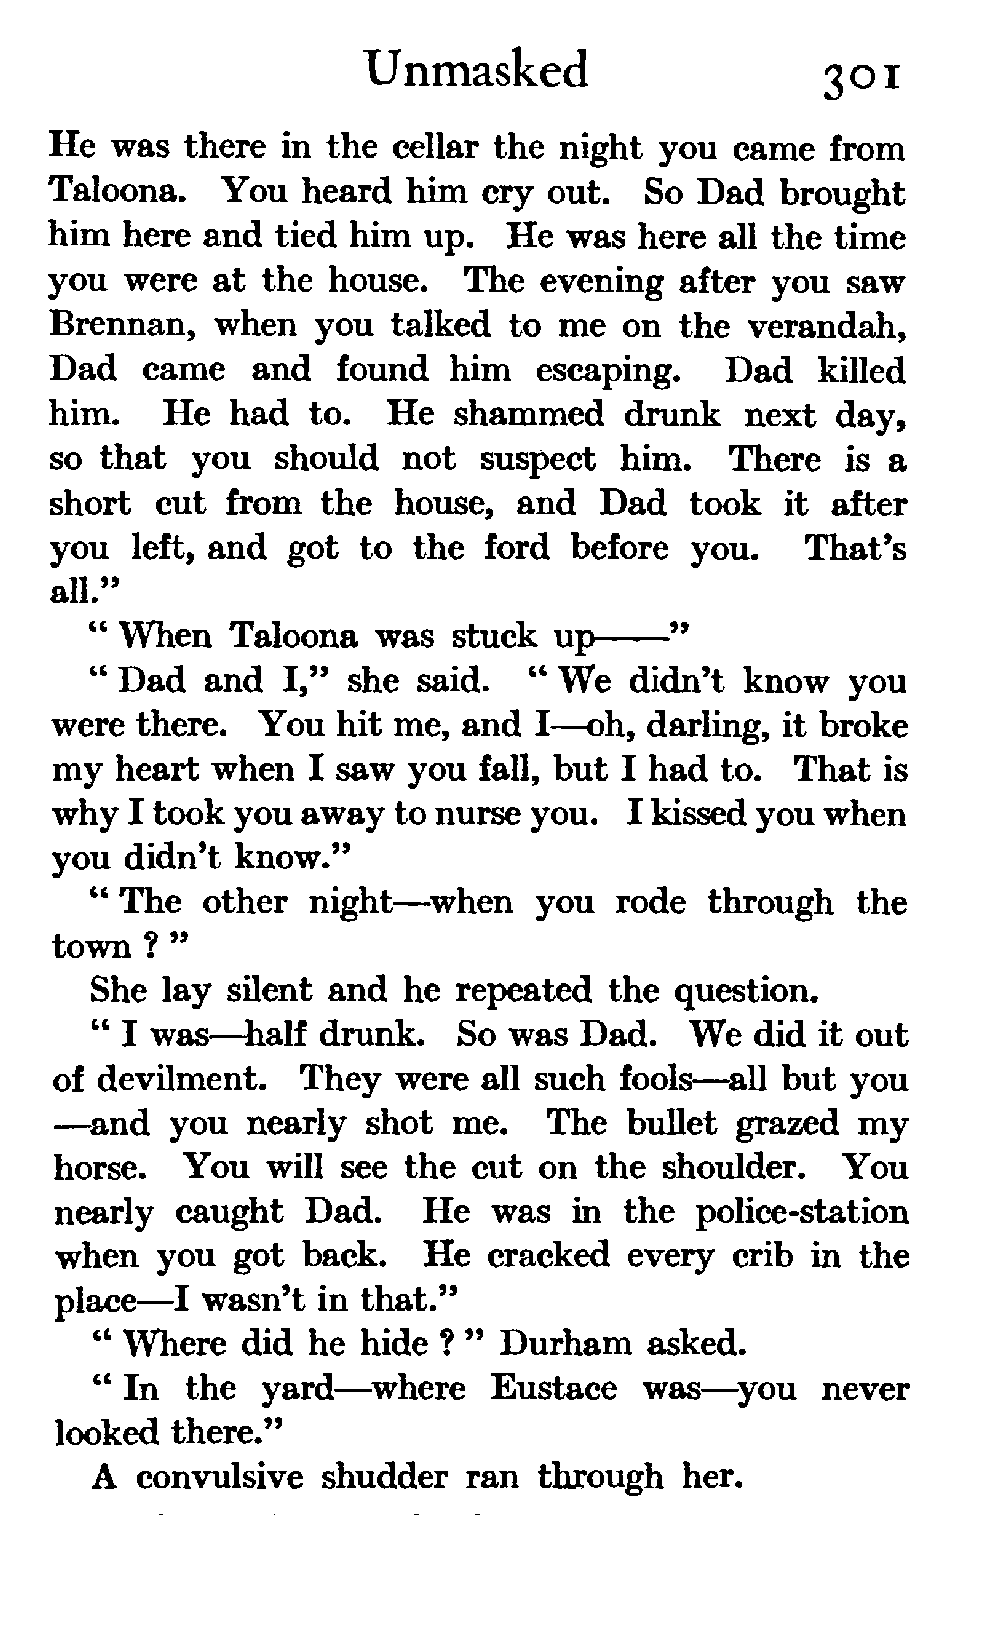 Unmasked 301
He was there in the cellar the night you came from
Taloona. You heard him cry out. So Dad brought
him here and tied him up. He was here all the time
you were at the house. The evening after you saw
Brennan, when you talked to me on the verandah,
Dad came and found him escaping. Dad killed
him. He had to. He shammed drunk next day,
so that you should not suspect him. There is a
short cut from the house, and Dad took it after
you left, and got to the ford before you. That's
all."
" When Taloona was stuck up——"
" Dad and I," she said. " We didn't know you
were there. You hit me, and I—oh, darling, it broke
my heart when I saw you fall, but I had to. That is
why I took you away to nurse you. I kissed you when
you didn't know."
" The other night—when you rode through the
town ? "
She lay silent and he repeated the question.
" I was—half drunk. So was Dad. We did it out
of devilment. They were all such fools—all but you
—and you nearly shot me. The bullet grazed my
horse. You will see the cut on the shoulder. You
nearly caught Dad. He was in the police-station
when you got back. He cracked every crib in the
place—I wasn't in that."
" Where did he hide ? " Durham asked.
" In the yard—where Eustace was—you never
looked there."
A convulsive shudder ran through her.